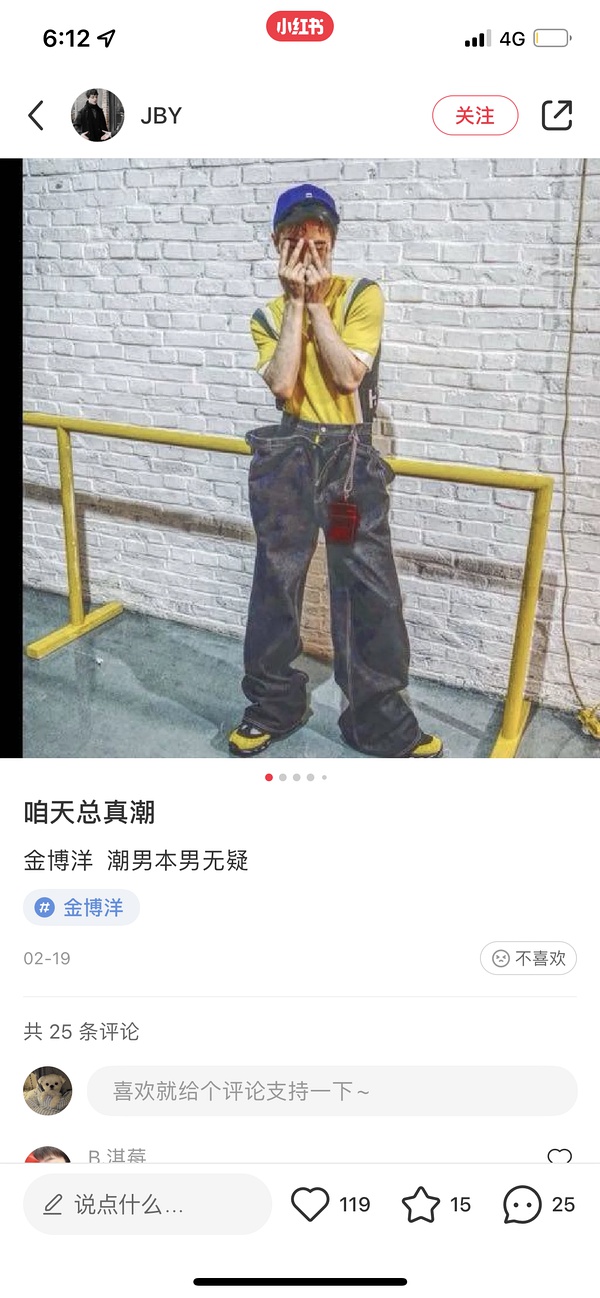 6:12
小红书
4G
JBY
关注
咱天总真潮
金博洋 潮男本男无疑
# 金博洋
02-19
不喜欢
共 25 条评论
喜欢就给个评论支持一下~
B 淇莓
说点什么...
119
15
25